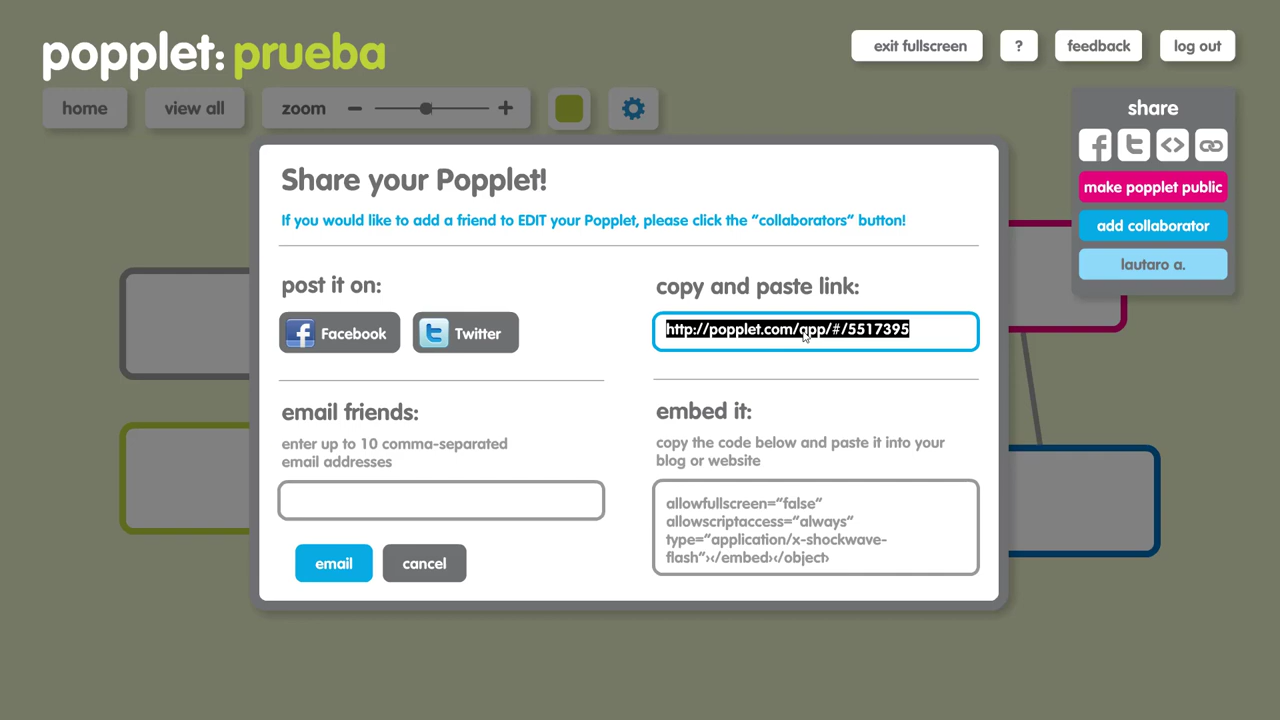 popplet: prueba
exit fullscreen
?
feedback
log out
home
view all
zoom
share
make popplet public
add collaborator
lautaro a.
Share your Popplet!
If you would like to add a friend to EDIT your Popplet, please click the "collaborators" button!
post it on:
Facebook
Twitter
copy and paste link:
http://popplet.com/app/#/5517395
email friends:
enter up to 10 comma-separated
email addresses
email
cancel
embed it:
copy the code below and paste it into your
blog or website
allowfullscreen="false"
allowscriptaccess="always"
type="application/x-shockwave-
flash"›‹/embed›‹/object›